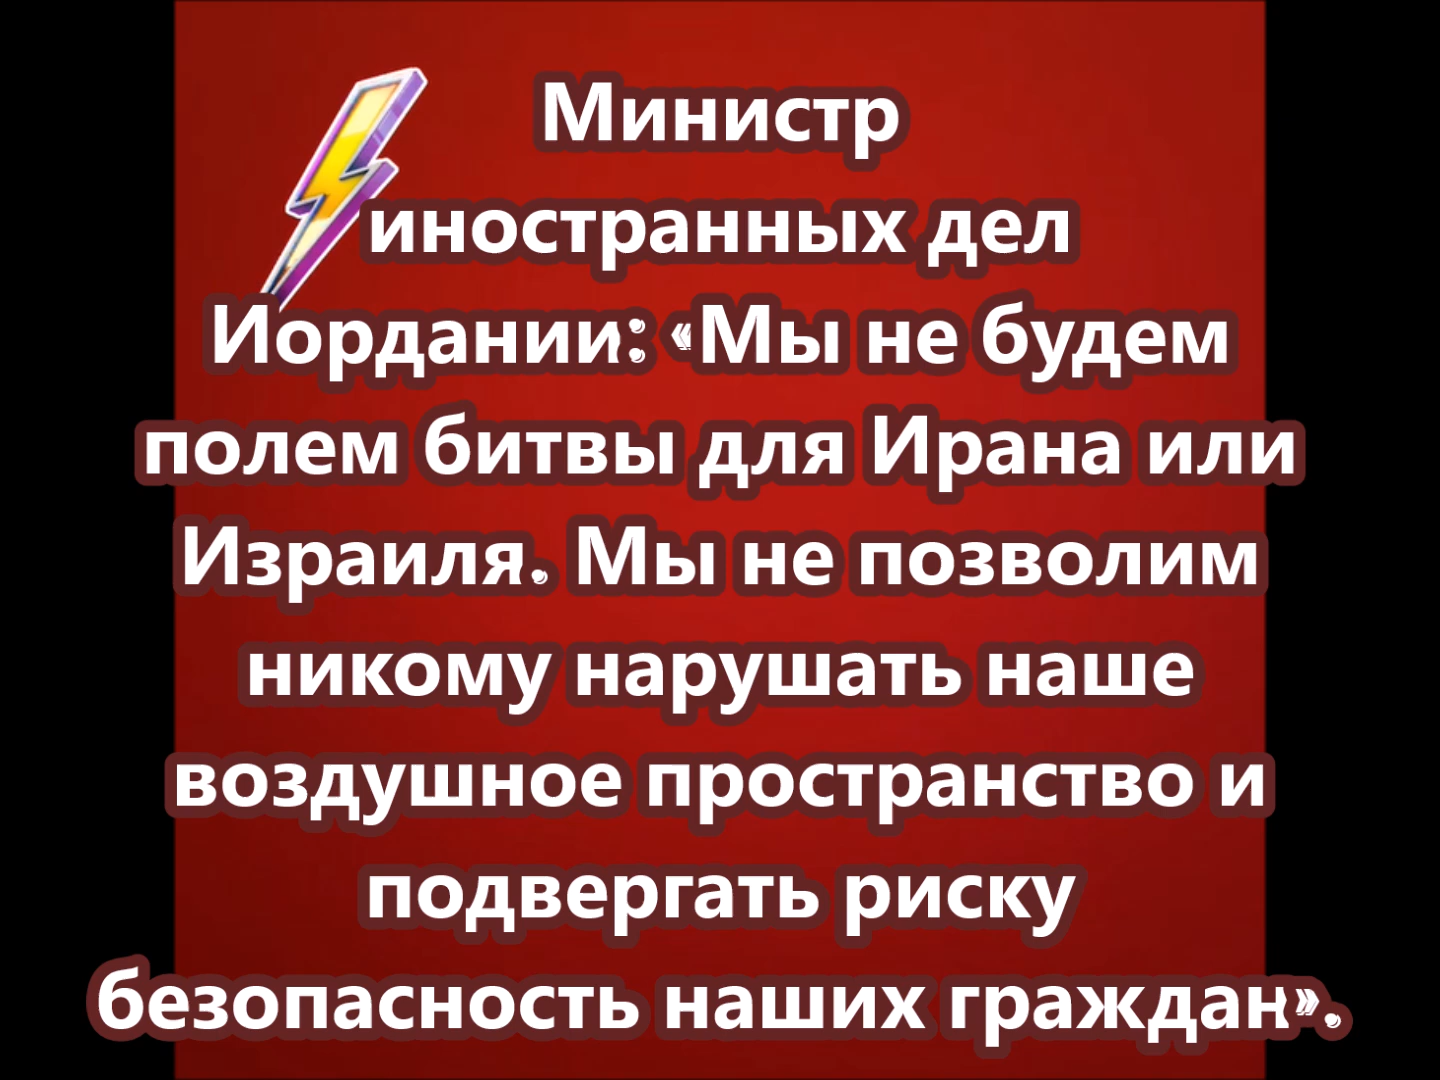 Министр
иностранных дел
Иордании: «Мы не будем
полем битвы для Ирана или
Израиля. Мы не позволим
никому нарушать наше
воздушное пространство и
подвергать риску
безопасность наших граждан».